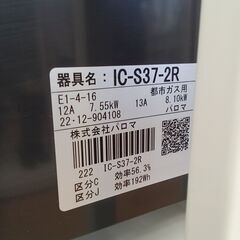 器具名：IC-S37-2R
E1-4-16 都市ガス用
12A 7.55kW 13A 8.10kW
22・12-904108 パロマ
株式会社パロマ
222 IC-S37-2R
区分C 効率56.3%
区分J 効率192Wh